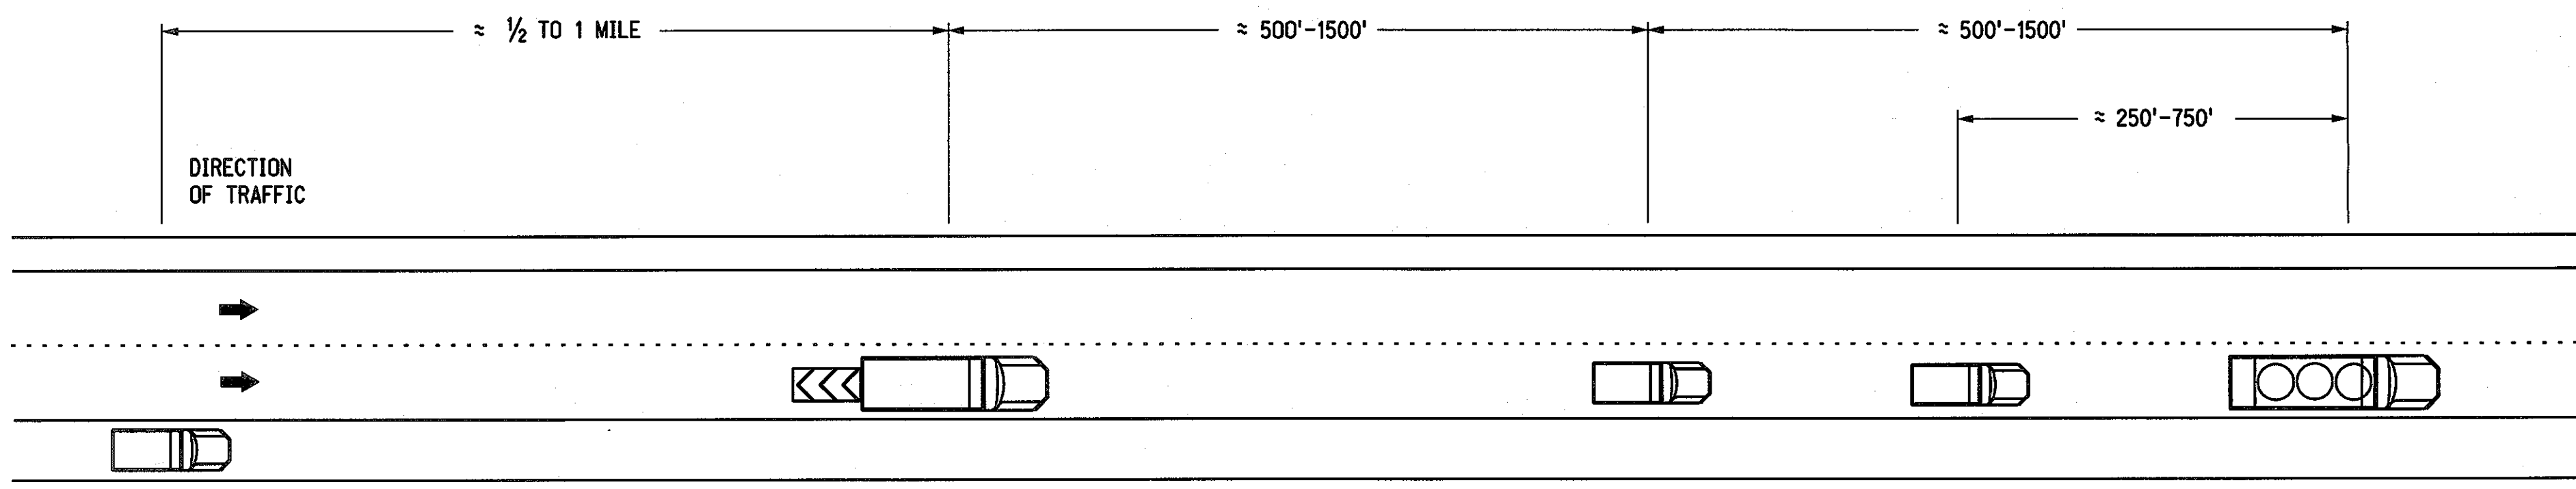 ≈ ½ TO 1 MILE
≈ 500'-1500'
≈ 500'-1500'
≈ 250'-750'
DIRECTION
OF TRAFFIC